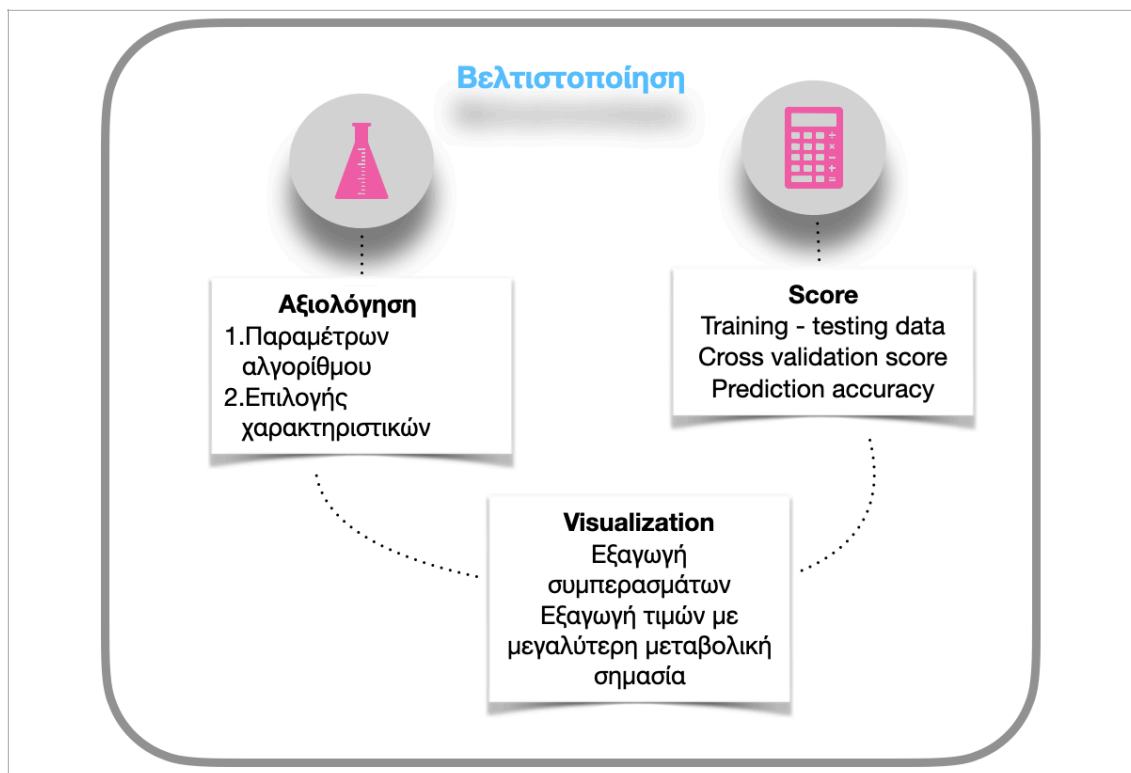 Βελτιστοποίηση
Αξιολόγηση
1.Παραμέτρων
αλγορίθμου
2.Επιλογής
χαρακτηριστικών
Score
Training - testing data
Cross validation score
Prediction accuracy
Visualization
Εξαγωγή
συμπερασμάτων
Εξαγωγή τιμών με
μεγαλύτερη μεταβολική
σημασία